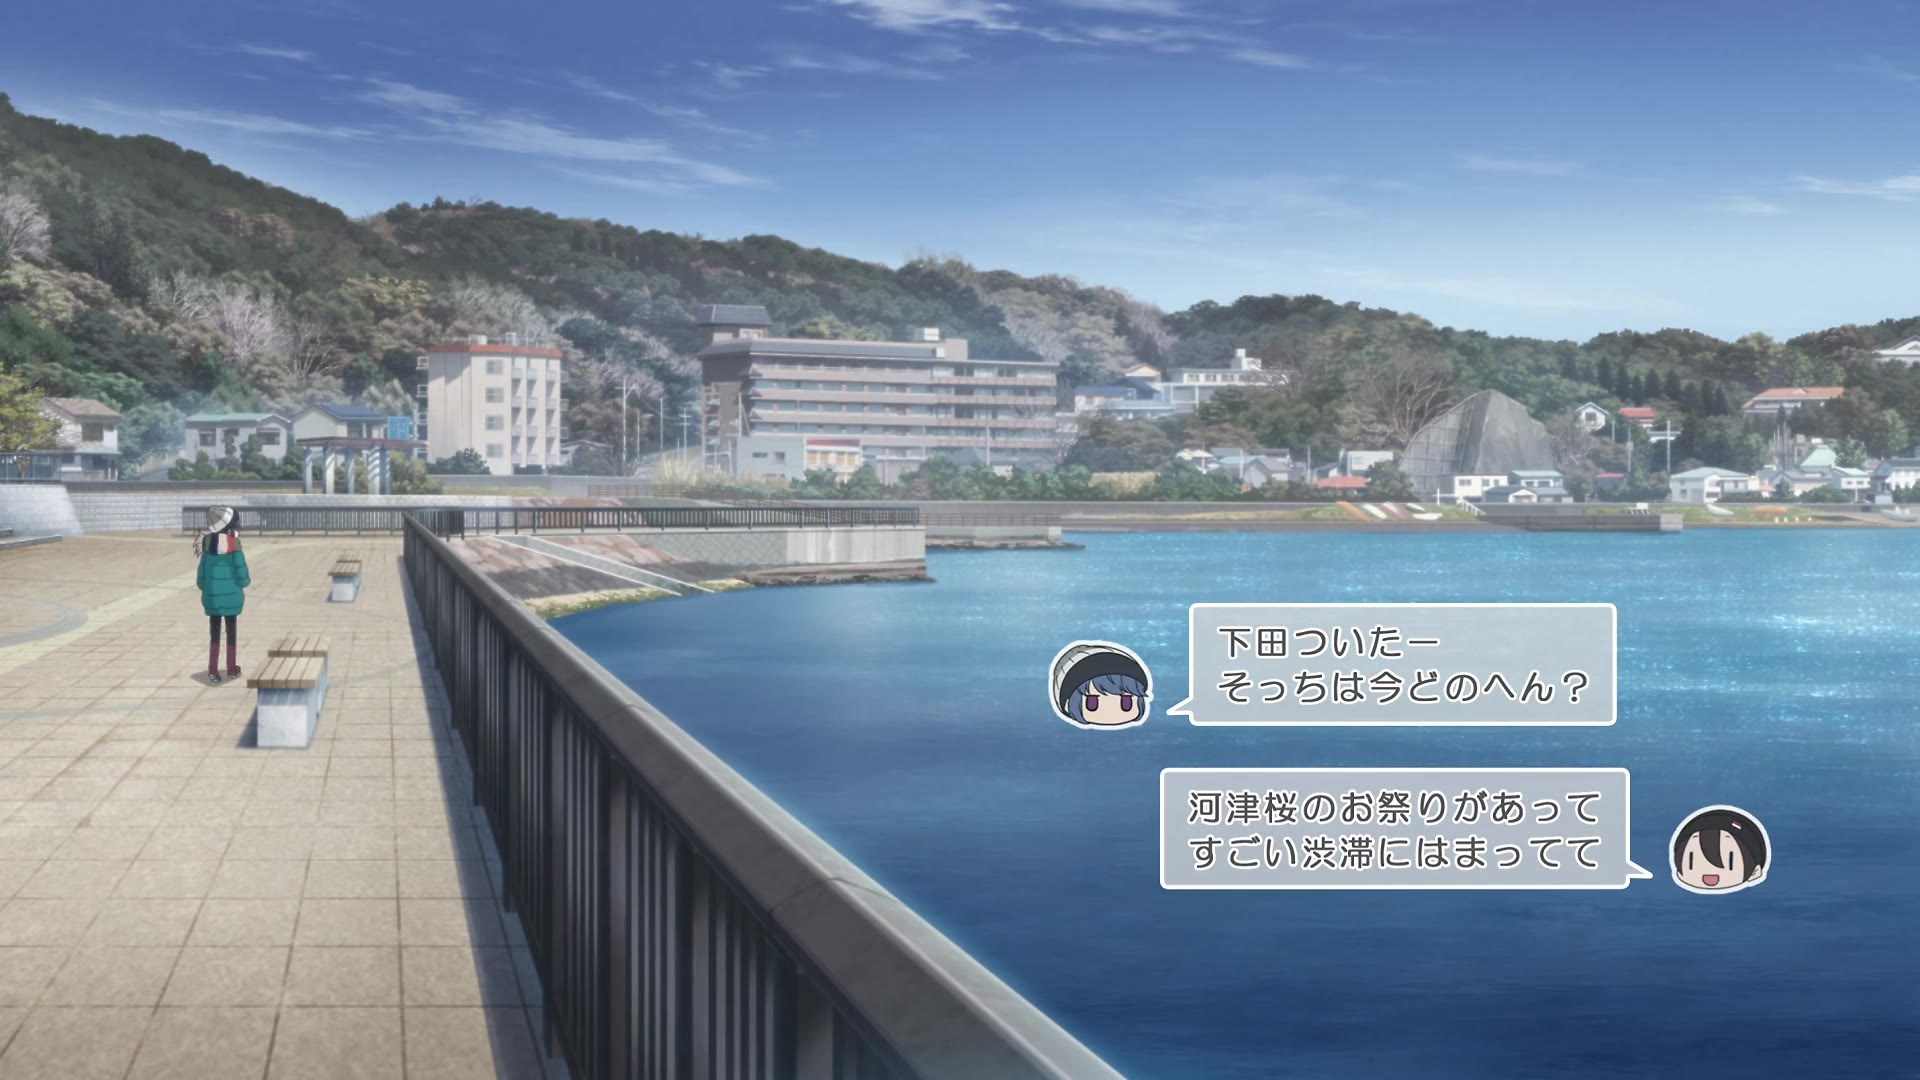 下田ついたー
そっちは今どのへん？
河津桜のお祭りがあって
すごい渋滞にはまってて